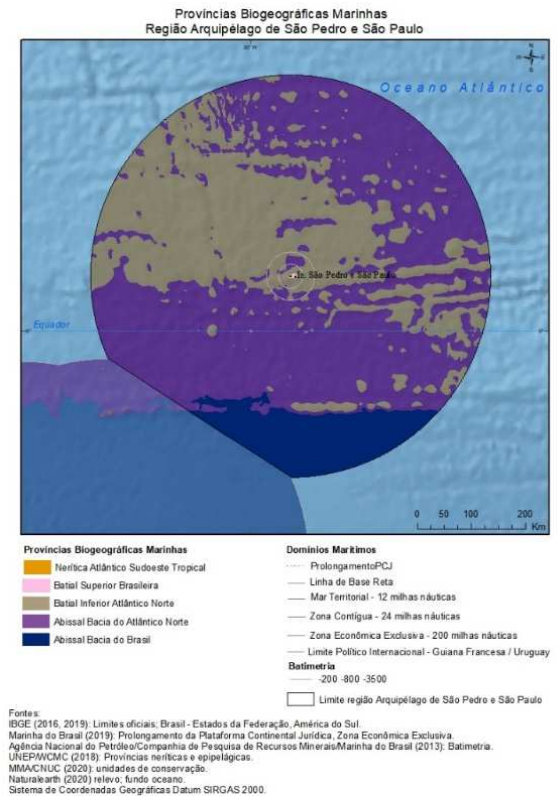 Províncias Biogeográficas Marinhas
Região Arquipélago de São Pedro e São Paulo
N
Oceano Atlântico
Is. São Pedro e São Paulo
Equador
0 50 100 200
Km
Províncias Biogeográficas Marinhas
Nerítica Atlântico Sudoeste Tropical
Batial Superior Brasileira
Batial Inferior Atlântico Norte
Abissal Bacia do Atlântico Norte
Abissal Bacia do Brasil
Domínios Marítimos
ProlongamentoPCJ
Linha de Base Reta
Mar Territorial - 12 milhas náuticas
Zona Contígua - 24 milhas náuticas
Zona Econômica Exclusiva - 200 milhas náuticas
Limite Político Internacional - Guiana Francesa / Uruguay
Batimetria
-200 -800 -3500
Limite região Arquipélago de São Pedro e São Paulo
Fontes:
IBGE (2016, 2019): Limites oficiais; Brasil - Estados da Federação, América do Sul.
Marinha do Brasil (2019): Prolongamento da Plataforma Continental Jurídica, Zona Econômica Exclusiva.
Agência Nacional do Petróleo/Companhia de Pesquisa de Recursos Minerais/Marinha do Brasil (2013): Batimetria.
UNEP/WCMC (2018): Províncias neríticas e epipelágicas.
MMA/CNUC (2020): unidades de conservação.
Naturalearth (2020) relevo; fundo oceano.
Sistema de Coordenadas Geográficas Datum SIRGAS 2000.